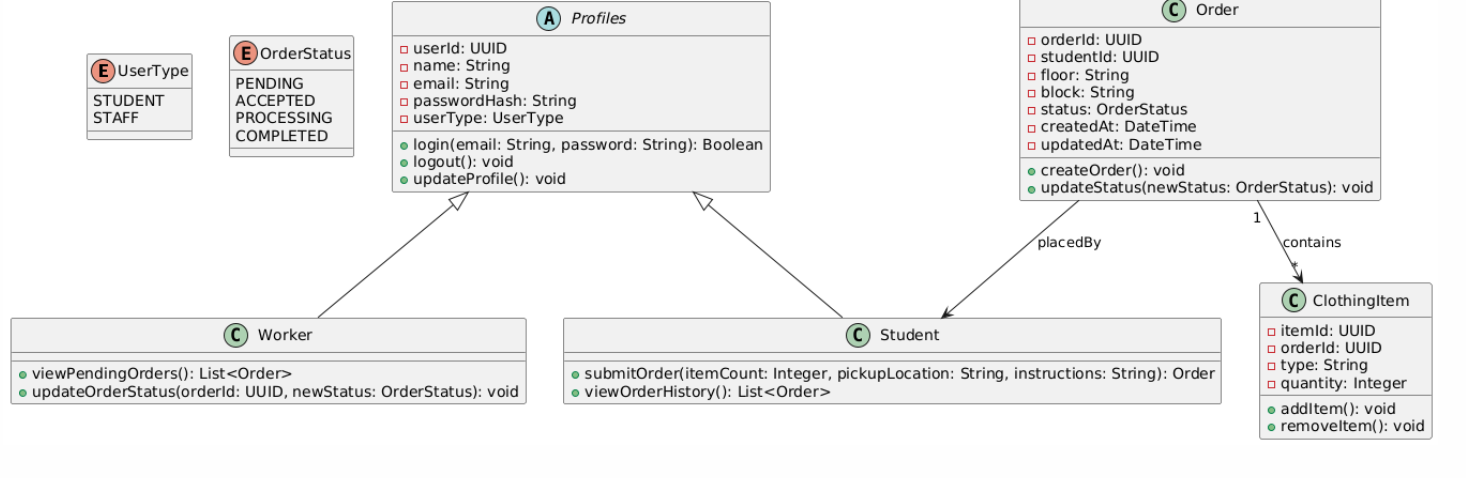 E UserType
STUDENT
STAFF
E OrderStatus
PENDING
ACCEPTED
PROCESSING
COMPLETED
A Profiles
userId: UUID
name: String
email: String
passwordHash: String
userType: UserType
login(email: String, password: String): Boolean
logout(): void
updateProfile(): void
C Order
orderId: UUID
studentId: UUID
floor: String
block: String
status: OrderStatus
createdAt: DateTime
updatedAt: DateTime
createOrder(): void
updateStatus(newStatus: OrderStatus): void
placedBy
1
contains
*
C Worker
viewPendingOrders(): List<Order>
updateOrderStatus(orderId: UUID, newStatus: OrderStatus): void
C Student
submitOrder(itemCount: Integer, pickupLocation: String, instructions: String): Order
viewOrderHistory(): List<Order>
C ClothingItem
itemId: UUID
orderId: UUID
type: String
quantity: Integer
addItem(): void
removeItem(): void